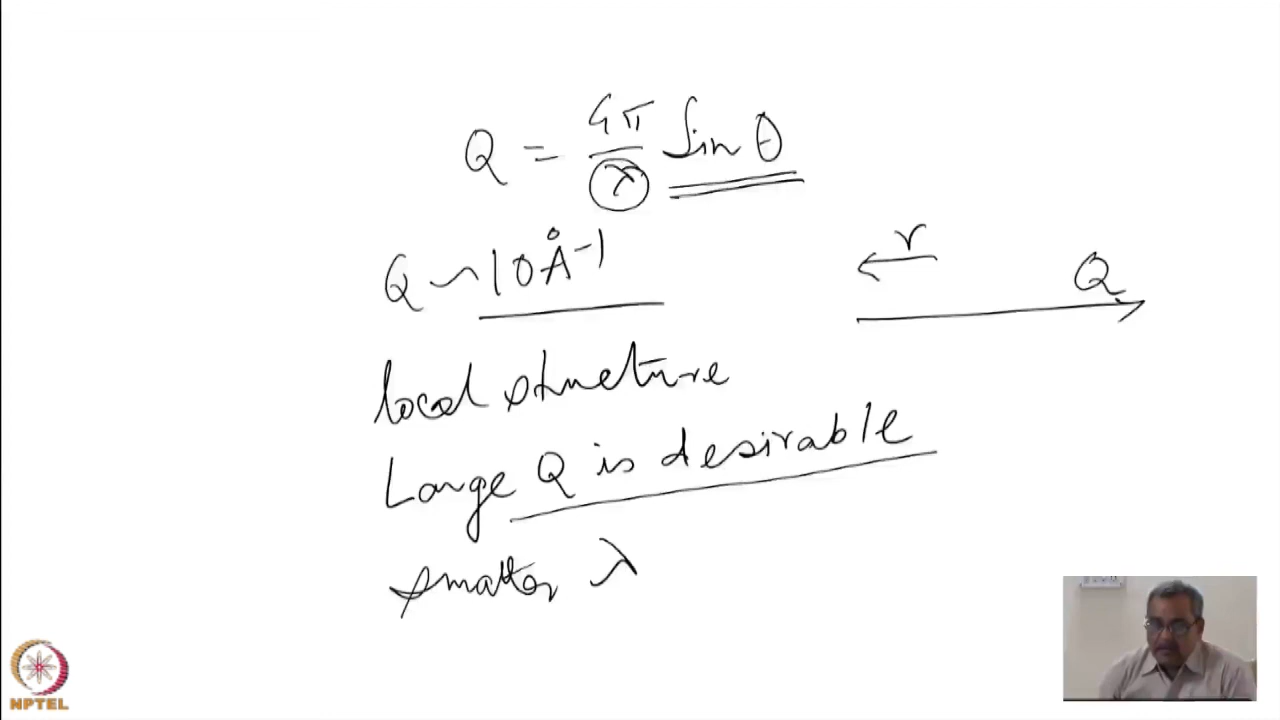 Q = 4π/λ Sin θ
Q ~ 10 Å⁻¹
r
Q
local structure
Large Q is desirable
smaller λ
NPTEL